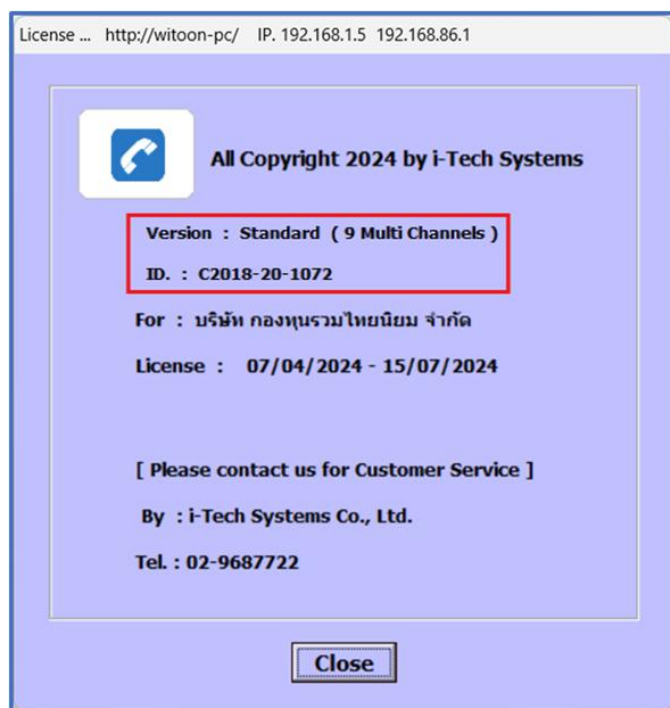 License ... http://witoon-pc/ IP. 192.168.1.5 192.168.86.1
All Copyright 2024 by i-Tech Systems
Version : Standard ( 9 Multi Channels )
ID. : C2018-20-1072
For : บริษัท กองทุนรวมไทยนิยม จำกัด
License : 07/04/2024 - 15/07/2024
[ Please contact us for Customer Service ]
By : i-Tech Systems Co., Ltd.
Tel. : 02-9687722
Close